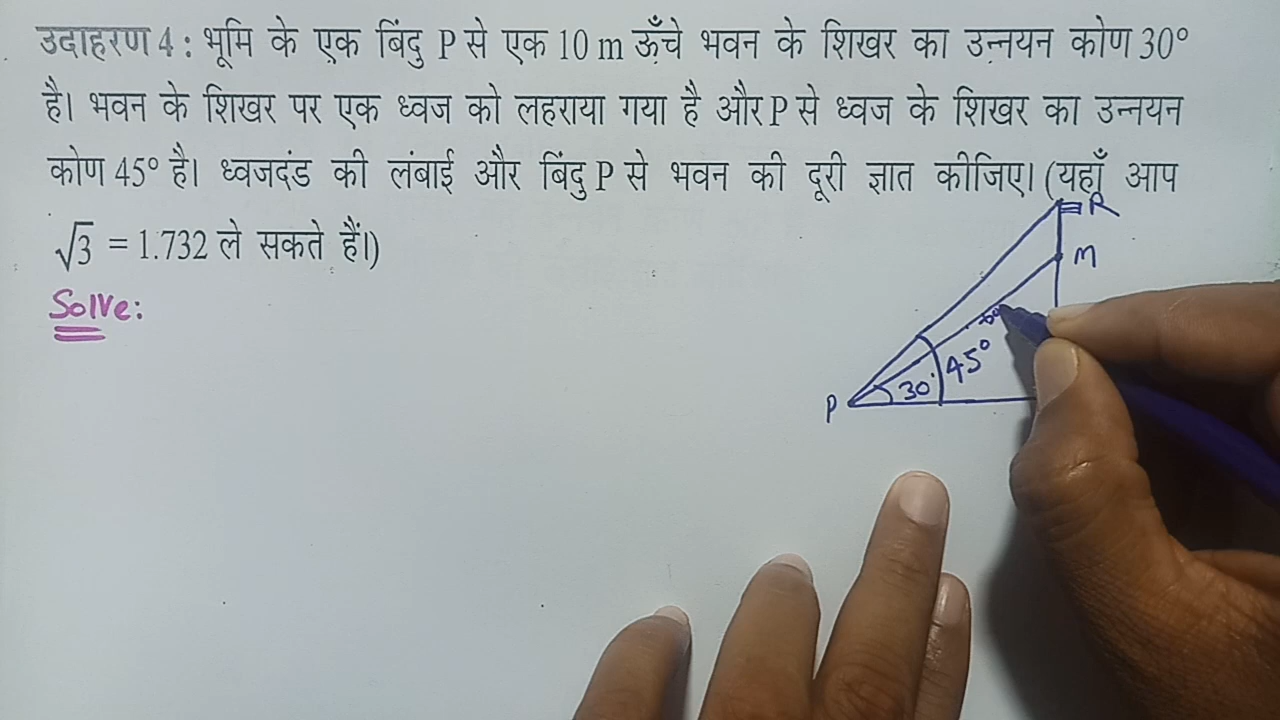 उदाहरण 4 : भूमि के एक बिंदु P से एक 10 m ऊँचे भवन के शिखर का उन्नयन कोण 30°
है। भवन के शिखर पर एक ध्वज को लहराया गया है और P से ध्वज के शिखर का उन्नयन
कोण 45° है। ध्वजदंड की लंबाई और बिंदु P से भवन की दूरी ज्ञात कीजिए। (यहाँ आप
√3 = 1.732 ले सकते हैं।)
Solve:
R
M
45°
30°
P